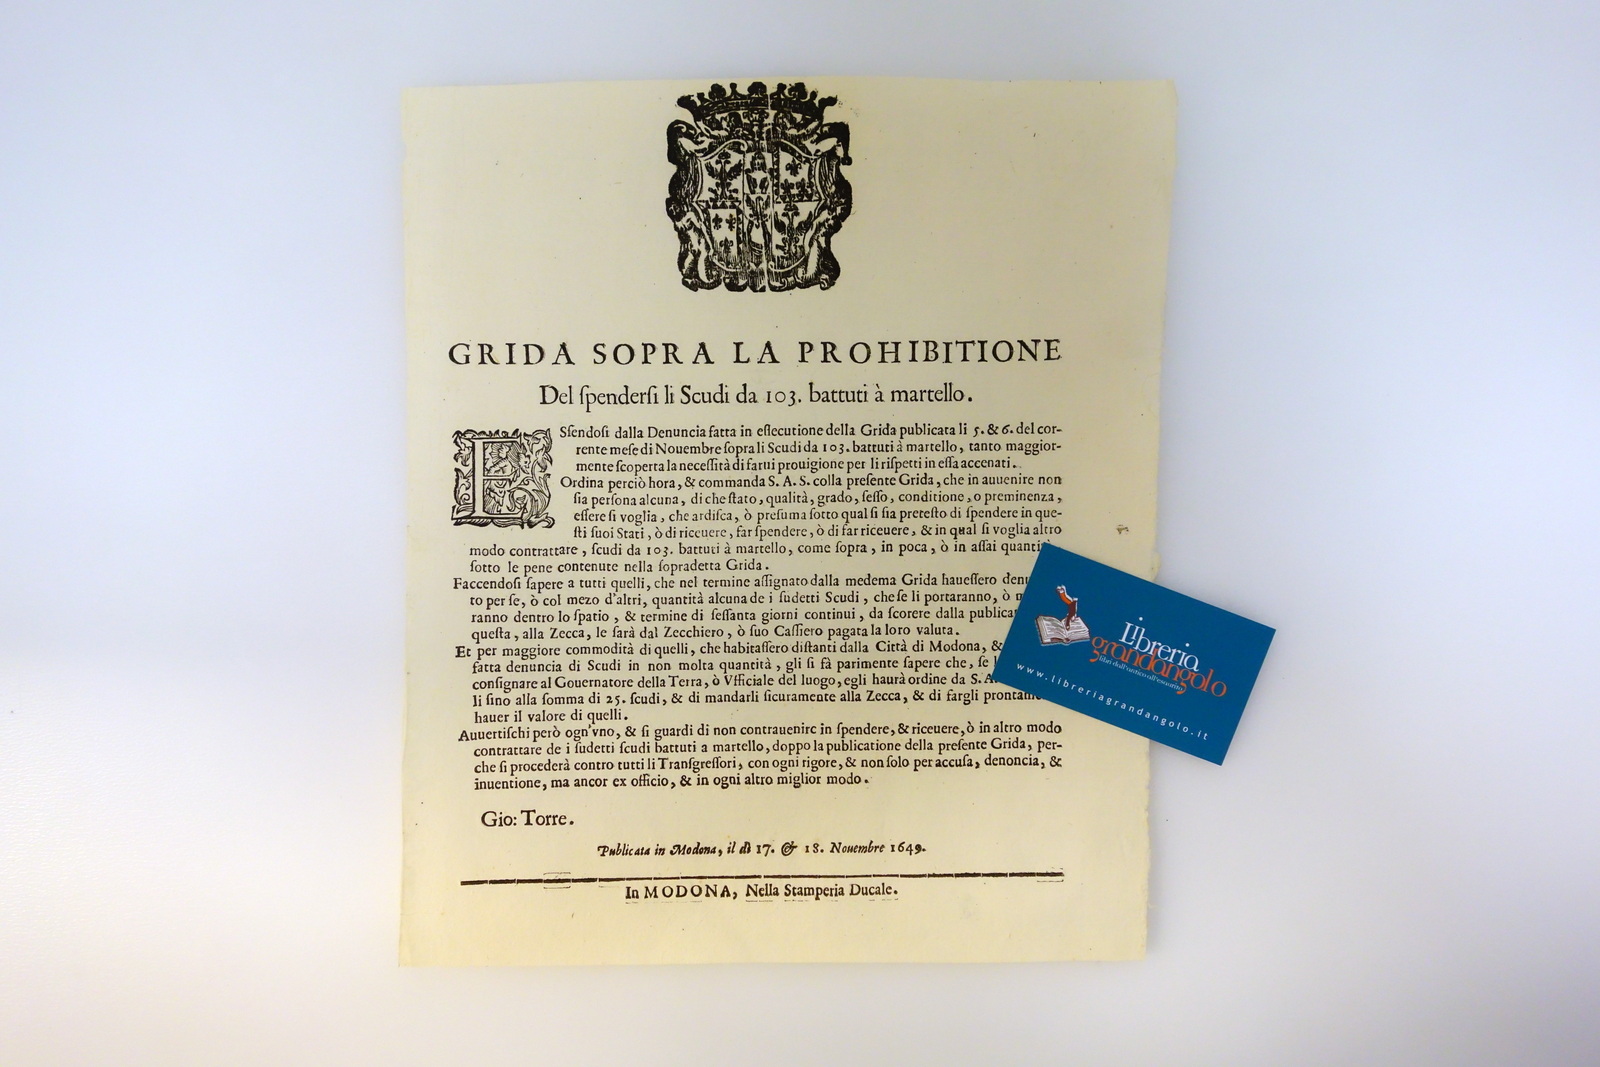 GRIDA SOPRA LA PROHIBITIONE
Del ſpenderſi li Scudi da 103. battuti à martello.
ESſendoſi dalla Denuncia fatta in eſſecutione della Grida publicata li 5. & 6. del cor-
rente meſe di Nouembre ſopra li Scudi da 103. battuti à martello, tanto maggior-
mente ſcoperta la neceſſità di farui prouigione per li riſpetti in eſſa accenati.
Ordina perciò hora, & commanda S. A. S. colla preſente Grida, che in auuenire non
ſia perſona alcuna, di che ſtato, qualità, grado, ſeſſo, conditione, o preminenza,
eſſere ſi voglia, che ardiſca, ò preſuma ſotto qual ſi ſia preteſto di ſpendere in que-
ſti ſuoi Stati, ò di riceuere, far ſpendere, ò di far riceuere, & in qual ſi voglia altro
modo contrattare, ſcudi da 103. battuti à martello, come ſopra, in poca, ò in aſſai
ſotto le pene contenute nella ſopradetta Grida.
Faccendoſi ſapere a tutti quelli, che nel termine aſſignato dalla medema Grida haueſſero
to per ſe, ò col mezo d'altri, quantità alcuna de i ſudetti Scudi, che ſe li portaranno, ò
ranno dentro lo ſpatio, & termine di ſeſſanta giorni continui, da ſcorere dalla
queſta, alla Zecca, le ſarà dal Zecchiero, ò ſuo Caſſiero pagata la loro valuta.
Et per maggiore commodità di quelli, che habitaſſero diſtanti dalla Città di Modona, &
fatta denuncia di Scudi in non molta quantità, gli ſi fà parimente ſapere che, ſe
conſignare al Gouernatore della Terra, ò Vfficiale del luogo, egli haurà ordine da S.
li ſino alla ſomma di 25. ſcudi, & di mandarli ſicuramente alla Zecca, & di fargli
hauer il valore di quelli.
Auuertiſchi però ogn'vno, & ſi guardi di non contrauenire in ſpendere, & riceuere, ò in altro modo
contrattare de i ſudetti ſcudi battuti a martello, doppo la publicatione della preſente Grida, per-
che ſi procederà contro tutti li Tranſgreſſori, con ogni rigore, & non ſolo per accuſa, denoncia, &
inuentione, ma ancor ex officio, & in ogni altro miglior modo.
Gio: Torre.
Publicata in Modona, il dì 17. & 18. Nouembre 1649.
In MODONA, Nella Stamperia Ducale.
Libreria
grandangolo
libri dall'antico all'esaurito
www.libreriagrandangolo.it